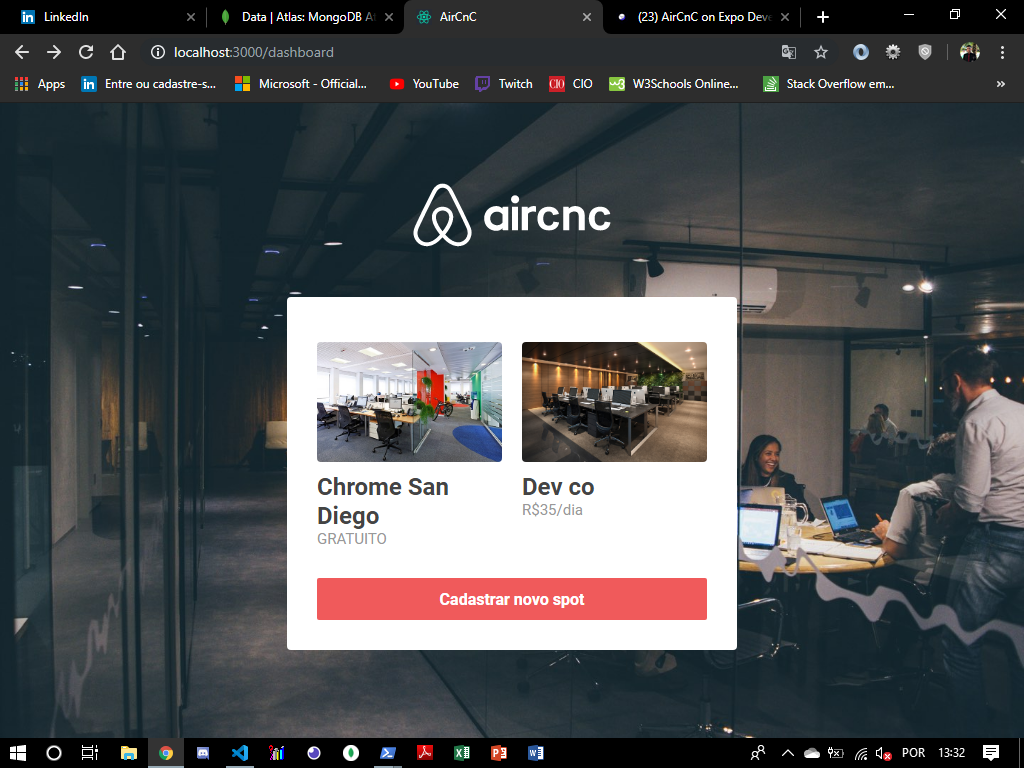 LinkedIn
Data | Atlas: MongoDB At
AirCnC
(23) AirCnC on Expo Deve
localhost:3000/dashboard
Apps
Entre ou cadastre-s...
Microsoft - Official...
YouTube
Twitch
CIO
CIO
W3Schools Online...
Stack Overflow em...
»
aircnc
Chrome San
Diego
GRATUITO
Dev co
R$35/dia
Cadastrar novo spot
POR
13:32